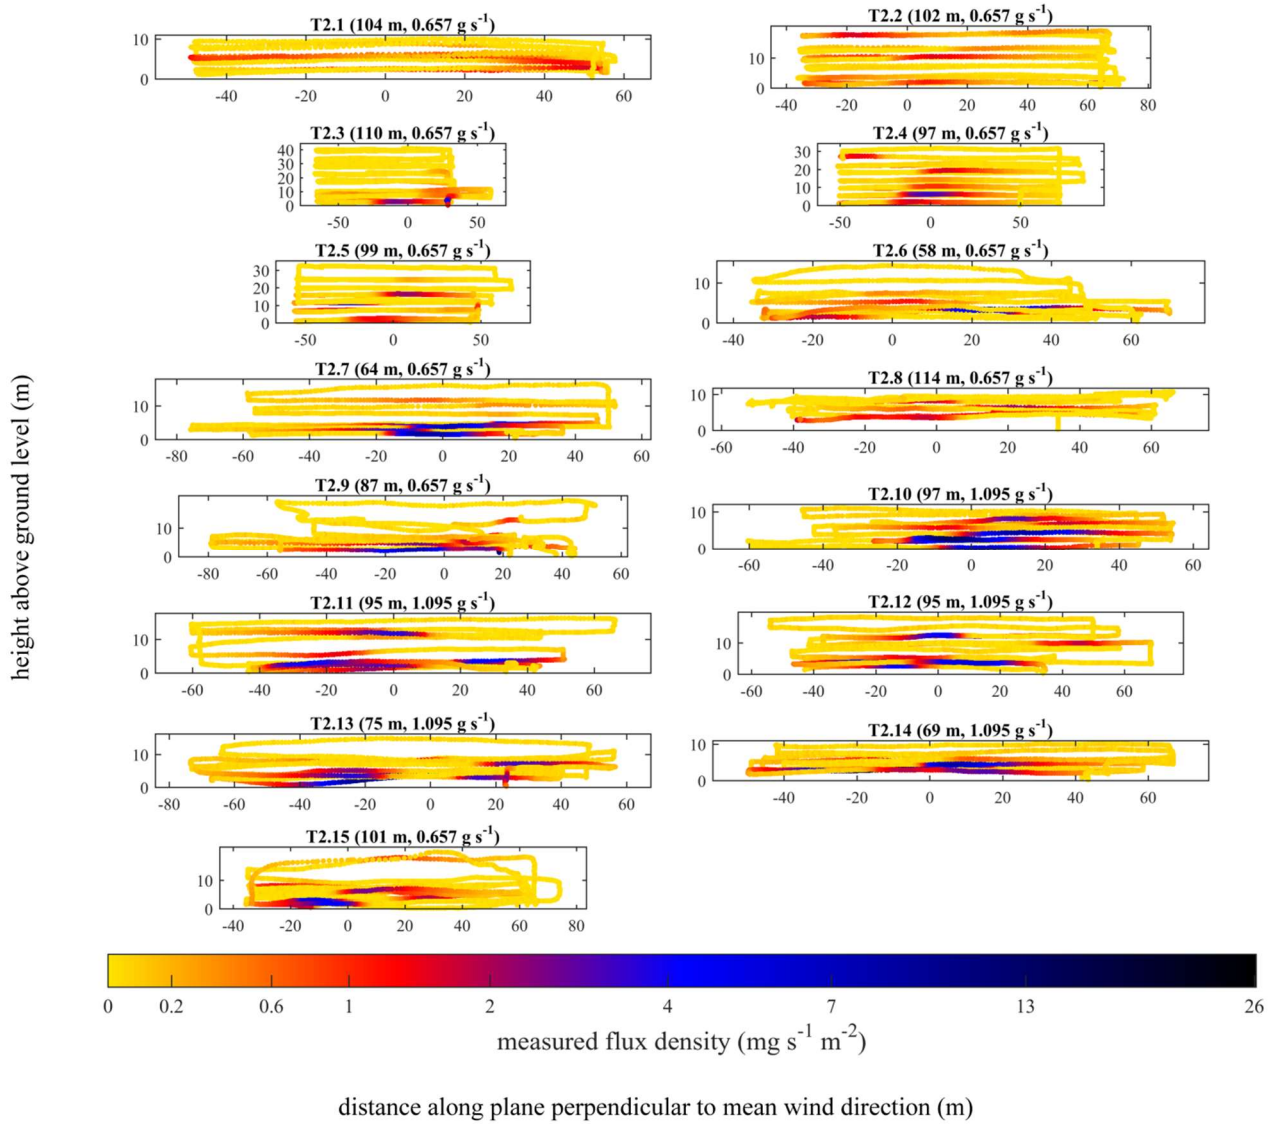 T2.1 (104 m, 0.657 g s-1)
10
0
-40 -20 0 20 40 60
T2.2 (102 m, 0.657 g s-1)
10
0
-40 -20 0 20 40 60 80
T2.3 (110 m, 0.657 g s-1)
40
30
20
10
0
-50 0 50
T2.4 (97 m, 0.657 g s-1)
30
20
10
0
-50 0 50
T2.5 (99 m, 0.657 g s-1)
30
20
10
0
-50 0 50
T2.6 (58 m, 0.657 g s-1)
10
0
-40 -20 0 20 40 60
T2.7 (64 m, 0.657 g s-1)
10
0
-80 -60 -40 -20 0 20 40 60
T2.8 (114 m, 0.657 g s-1)
10
0
-60 -40 -20 0 20 40 60
T2.9 (87 m, 0.657 g s-1)
10
0
-80 -60 -40 -20 0 20 40 60
T2.10 (97 m, 1.095 g s-1)
10
0
-60 -40 -20 0 20 40 60
T2.11 (95 m, 1.095 g s-1)
10
0
-60 -40 -20 0 20 40 60
T2.12 (95 m, 1.095 g s-1)
10
0
-60 -40 -20 0 20 40 60
T2.13 (75 m, 1.095 g s-1)
10
0
-80 -60 -40 -20 0 20 40 60
T2.14 (69 m, 1.095 g s-1)
10
0
-40 -20 0 20 40 60
T2.15 (101 m, 0.657 g s-1)
10
0
-40 -20 0 20 40 60 80
height above ground level (m)
0 0.2 0.6 1 2 4 7 13 26
measured flux density (mg s-1 m-2)
distance along plane perpendicular to mean wind direction (m)